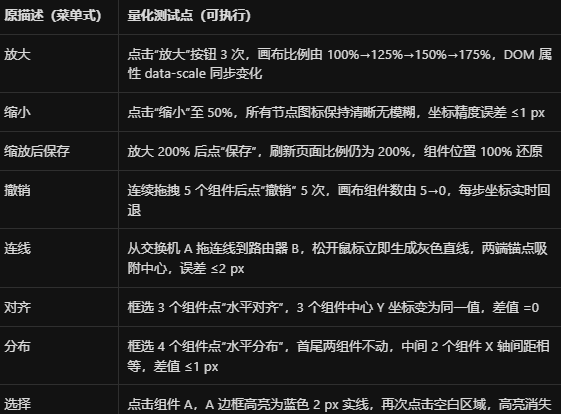 原描述（菜单式） 量化测试点（可执行）
放大 点击“放大”按钮 3 次，画布比例由 100%→125%→150%→175%，DOM 属
性 data-scale 同步变化
缩小 点击“缩小”至 50%，所有节点图标保持清晰无模糊，坐标精度误差 ≤1 px
缩放后保存 放大 200% 后点“保存”，刷新页面比例仍为 200%，组件位置 100% 还原
撤销 连续拖拽 5 个组件后点“撤销” 5 次，画布组件数由 5→0，每步坐标实时回
退
连线 从交换机 A 拖连线到路由器 B，松开鼠标立即生成灰色直线，两端锚点吸
附中心，误差 ≤2 px
对齐 框选 3 个组件点“水平对齐”，3 个组件中心 Y 坐标变为同一值，差值 =0
分布 框选 4 个组件点“水平分布”，首尾两组件不动，中间 2 个组件 X 轴间距相
等，差值 ≤1 px
选择 点击组件 A，A 边框高亮为蓝色 2 px 实线，再次点击空白区域，高亮消失